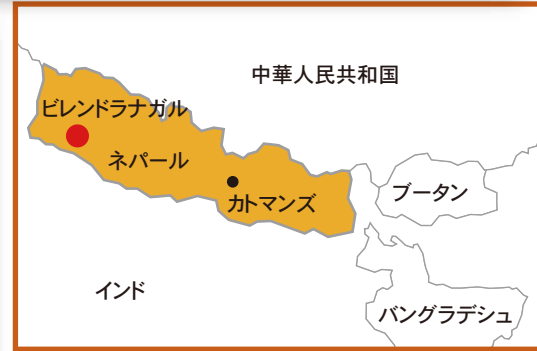 中華人民共和国
ビレンドラナガル
ネパール
ブータン
カトマンズ
インド
バングラデシュ